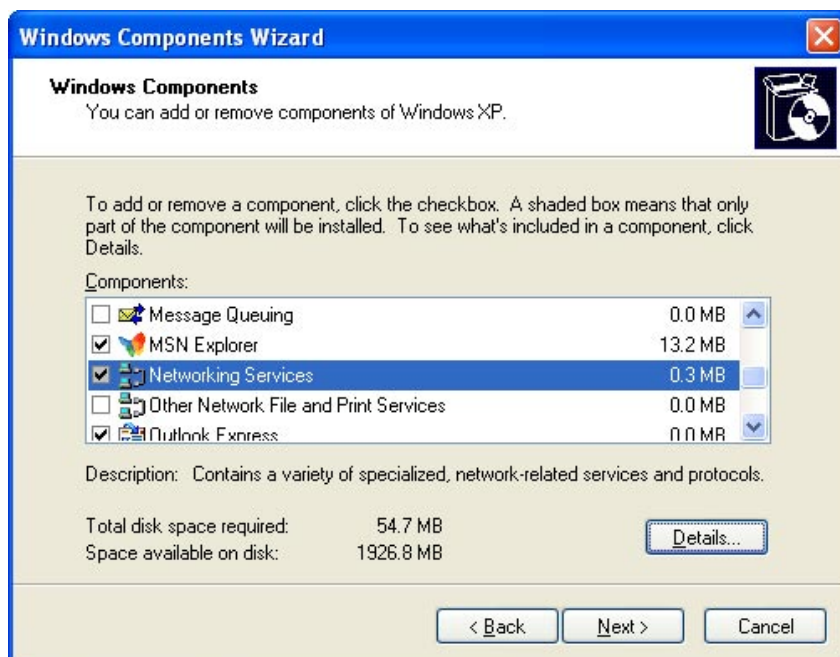 Windows Components Wizard
Windows Components
You can add or remove components of Windows XP.
To add or remove a component, click the checkbox. A shaded box means that only
part of the component will be installed. To see what's included in a component, click
Details.
Components:
Message Queuing 0.0 MB
MSN Explorer 13.2 MB
Networking Services 0.3 MB
Other Network File and Print Services 0.0 MB
Outlook Express 0.0 MB
Description: Contains a variety of specialized, network-related services and protocols.
Total disk space required: 54.7 MB
Space available on disk: 1926.8 MB
Details...
< Back Next > Cancel